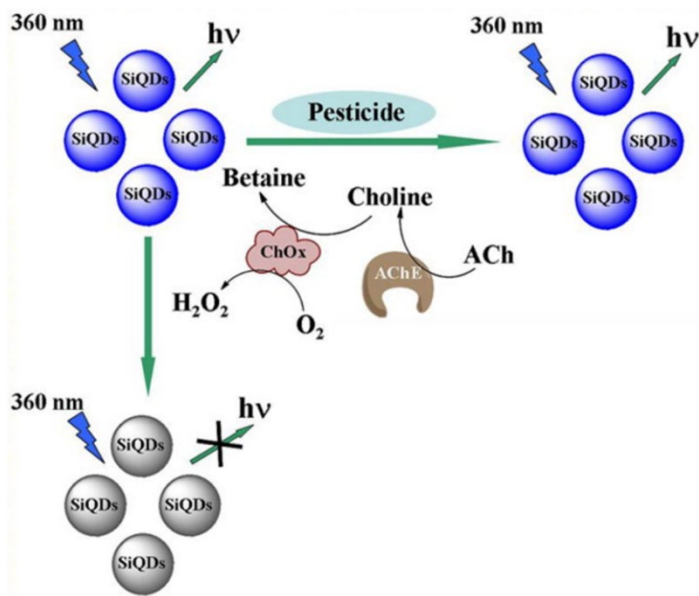 360 nm
hν
SiQDs
SiQDs
SiQDs
SiQDs
Pesticide
360 nm
hν
SiQDs
SiQDs
SiQDs
SiQDs
Betaine
Choline
ChOx
AChE
ACh
H₂O₂
O₂
360 nm
hν
SiQDs
SiQDs
SiQDs
SiQDs